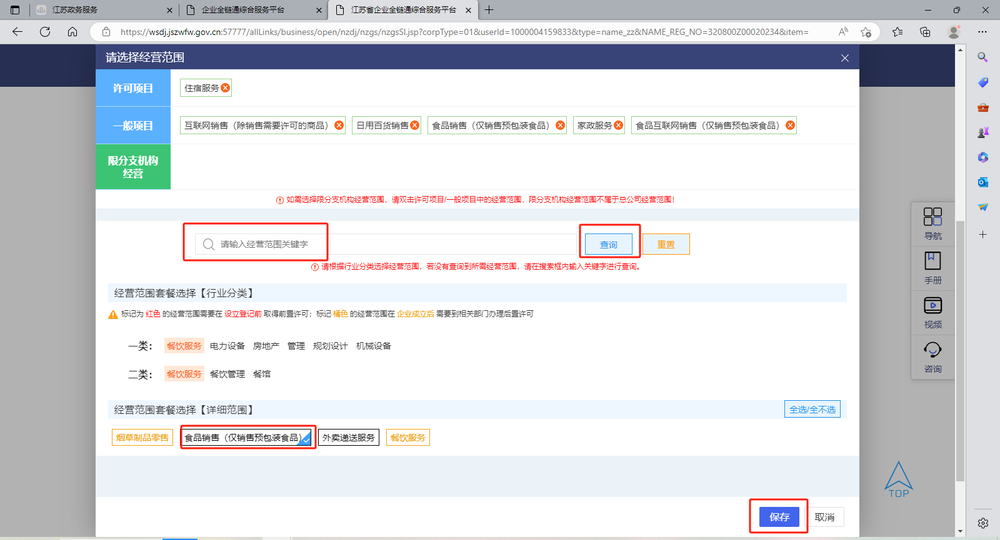 江苏政务服务
企业全链通综合服务平台
江苏省企业全链通综合服务平台
https://wsdj.jszwfw.gov.cn:57777/allLinks/business/open/nzdj/nzgs/nzgsSl.jsp?corpType=01&userId=1000004159833&type=name_zz&NAME_REG_NO=320800Z00020234&item=
请选择经营范围
许可项目
住宿服务
一般项目
互联网销售（除销售需要许可的商品） 日用百货销售 食品销售（仅销售预包装食品） 家政服务 食品互联网销售（仅销售预包装食品）
限分支机构
经营
如需选择限分支机构经营范围，请双击许可项目/一般项目中的经营范围，限分支机构经营范围不属于总公司经营范围！
请输入经营范围关键字
查询
重置
请根据行业分类选择经营范围，若没有查询到所需经营范围，请在搜索框内输入关键字进行查询。
经营范围套餐选择【行业分类】
标记为 红色 的经营范围需要在 设立登记前 取得前置许可；标记 橘色 的经营范围在 企业成立后 需要到相关部门办理后置许可
一类： 餐饮服务 电力设备 房地产 管理 规划设计 机械设备
二类： 餐饮服务 餐饮管理 餐馆
经营范围套餐选择【详细范围】
全选/全不选
烟草制品零售 食品销售（仅销售预包装食品） 外卖递送服务 餐饮服务
保存
取消
导航
手册
视频
咨询
TOP